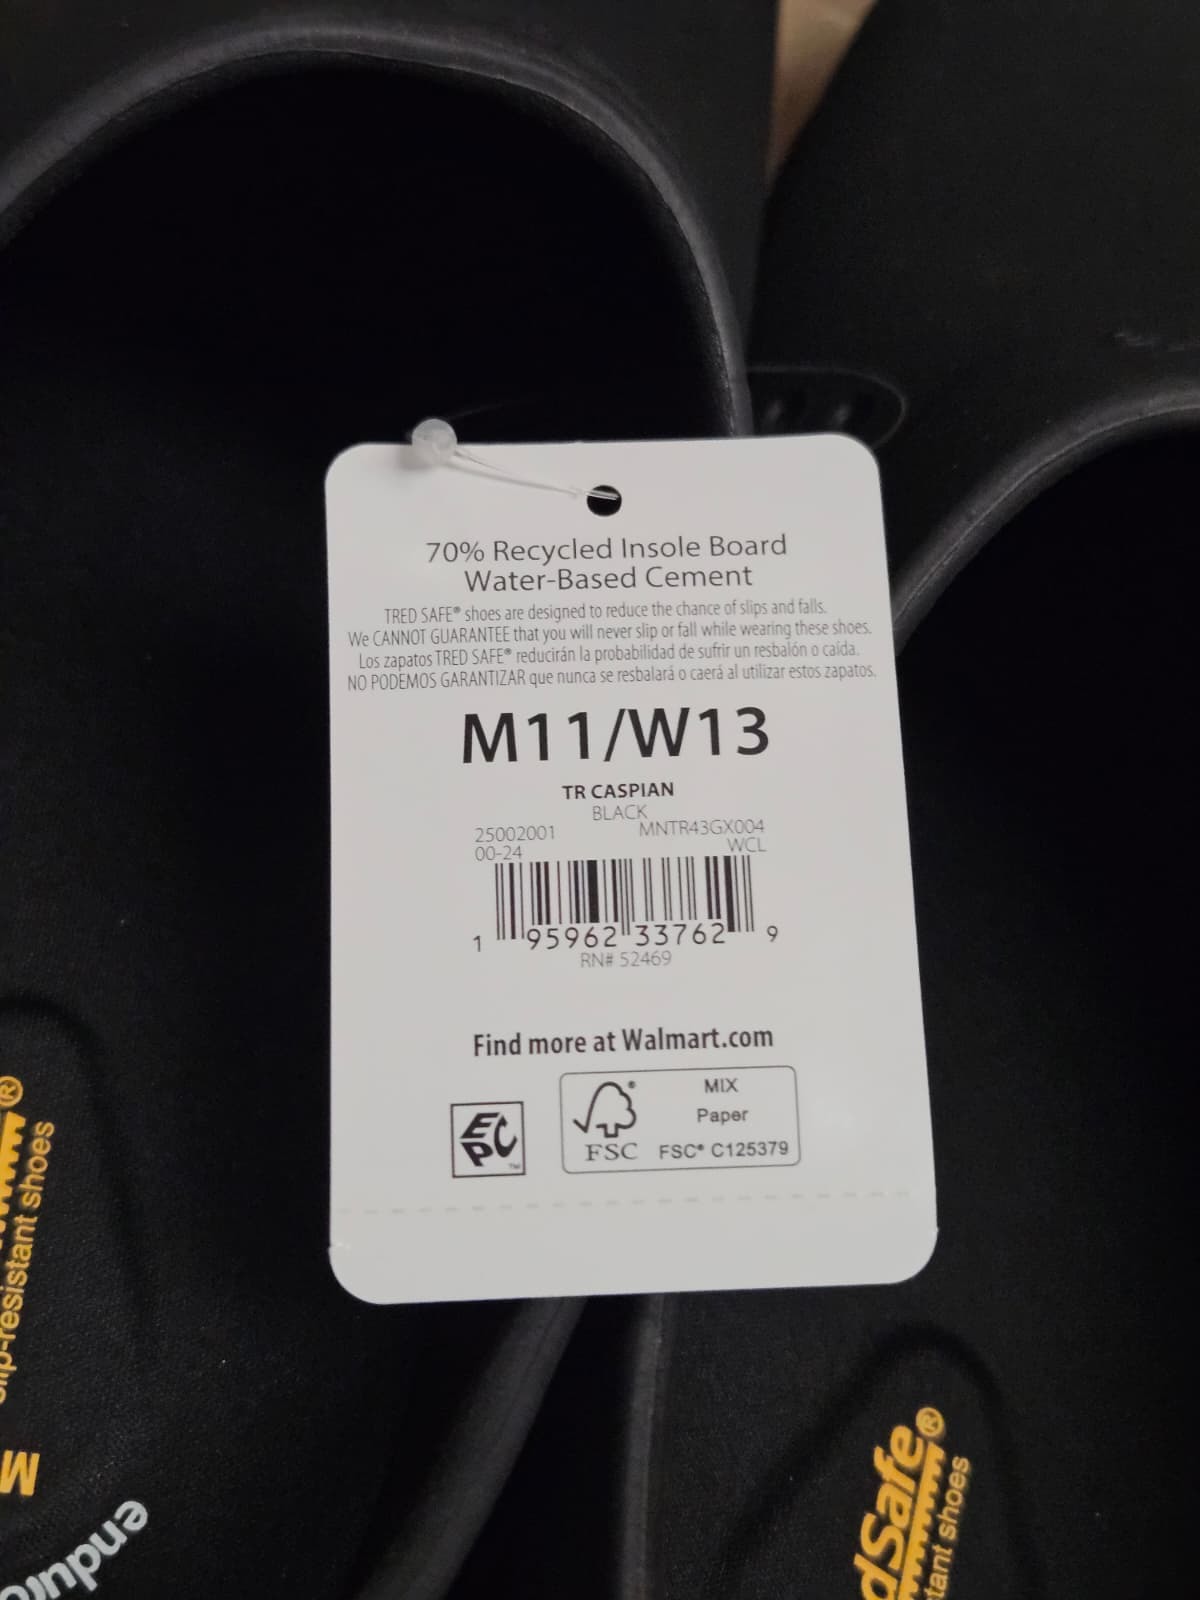 70% Recycled Insole Board
Water-Based Cement
TRED SAFE® shoes are designed to reduce the chance of slips and falls.
We CANNOT GUARANTEE that you will never slip or fall while wearing these shoes.
Los zapatos TRED SAFE® reducirán la probabilidad de sufrir un resbalón o caída.
NO PODEMOS GARANTIZAR que nunca se resbalará o caerá al utilizar estos zapatos.
M11/W13
TR CASPIAN
BLACK
25002001 MNTR43GX004
00-24 WCL
1 95962 33762 9
RN# 52469
Find more at Walmart.com
EPC™
MIX
Paper
FSC FSC® C125379
®
slip-resistant shoes
M
enduro
dSafe®
tant shoes